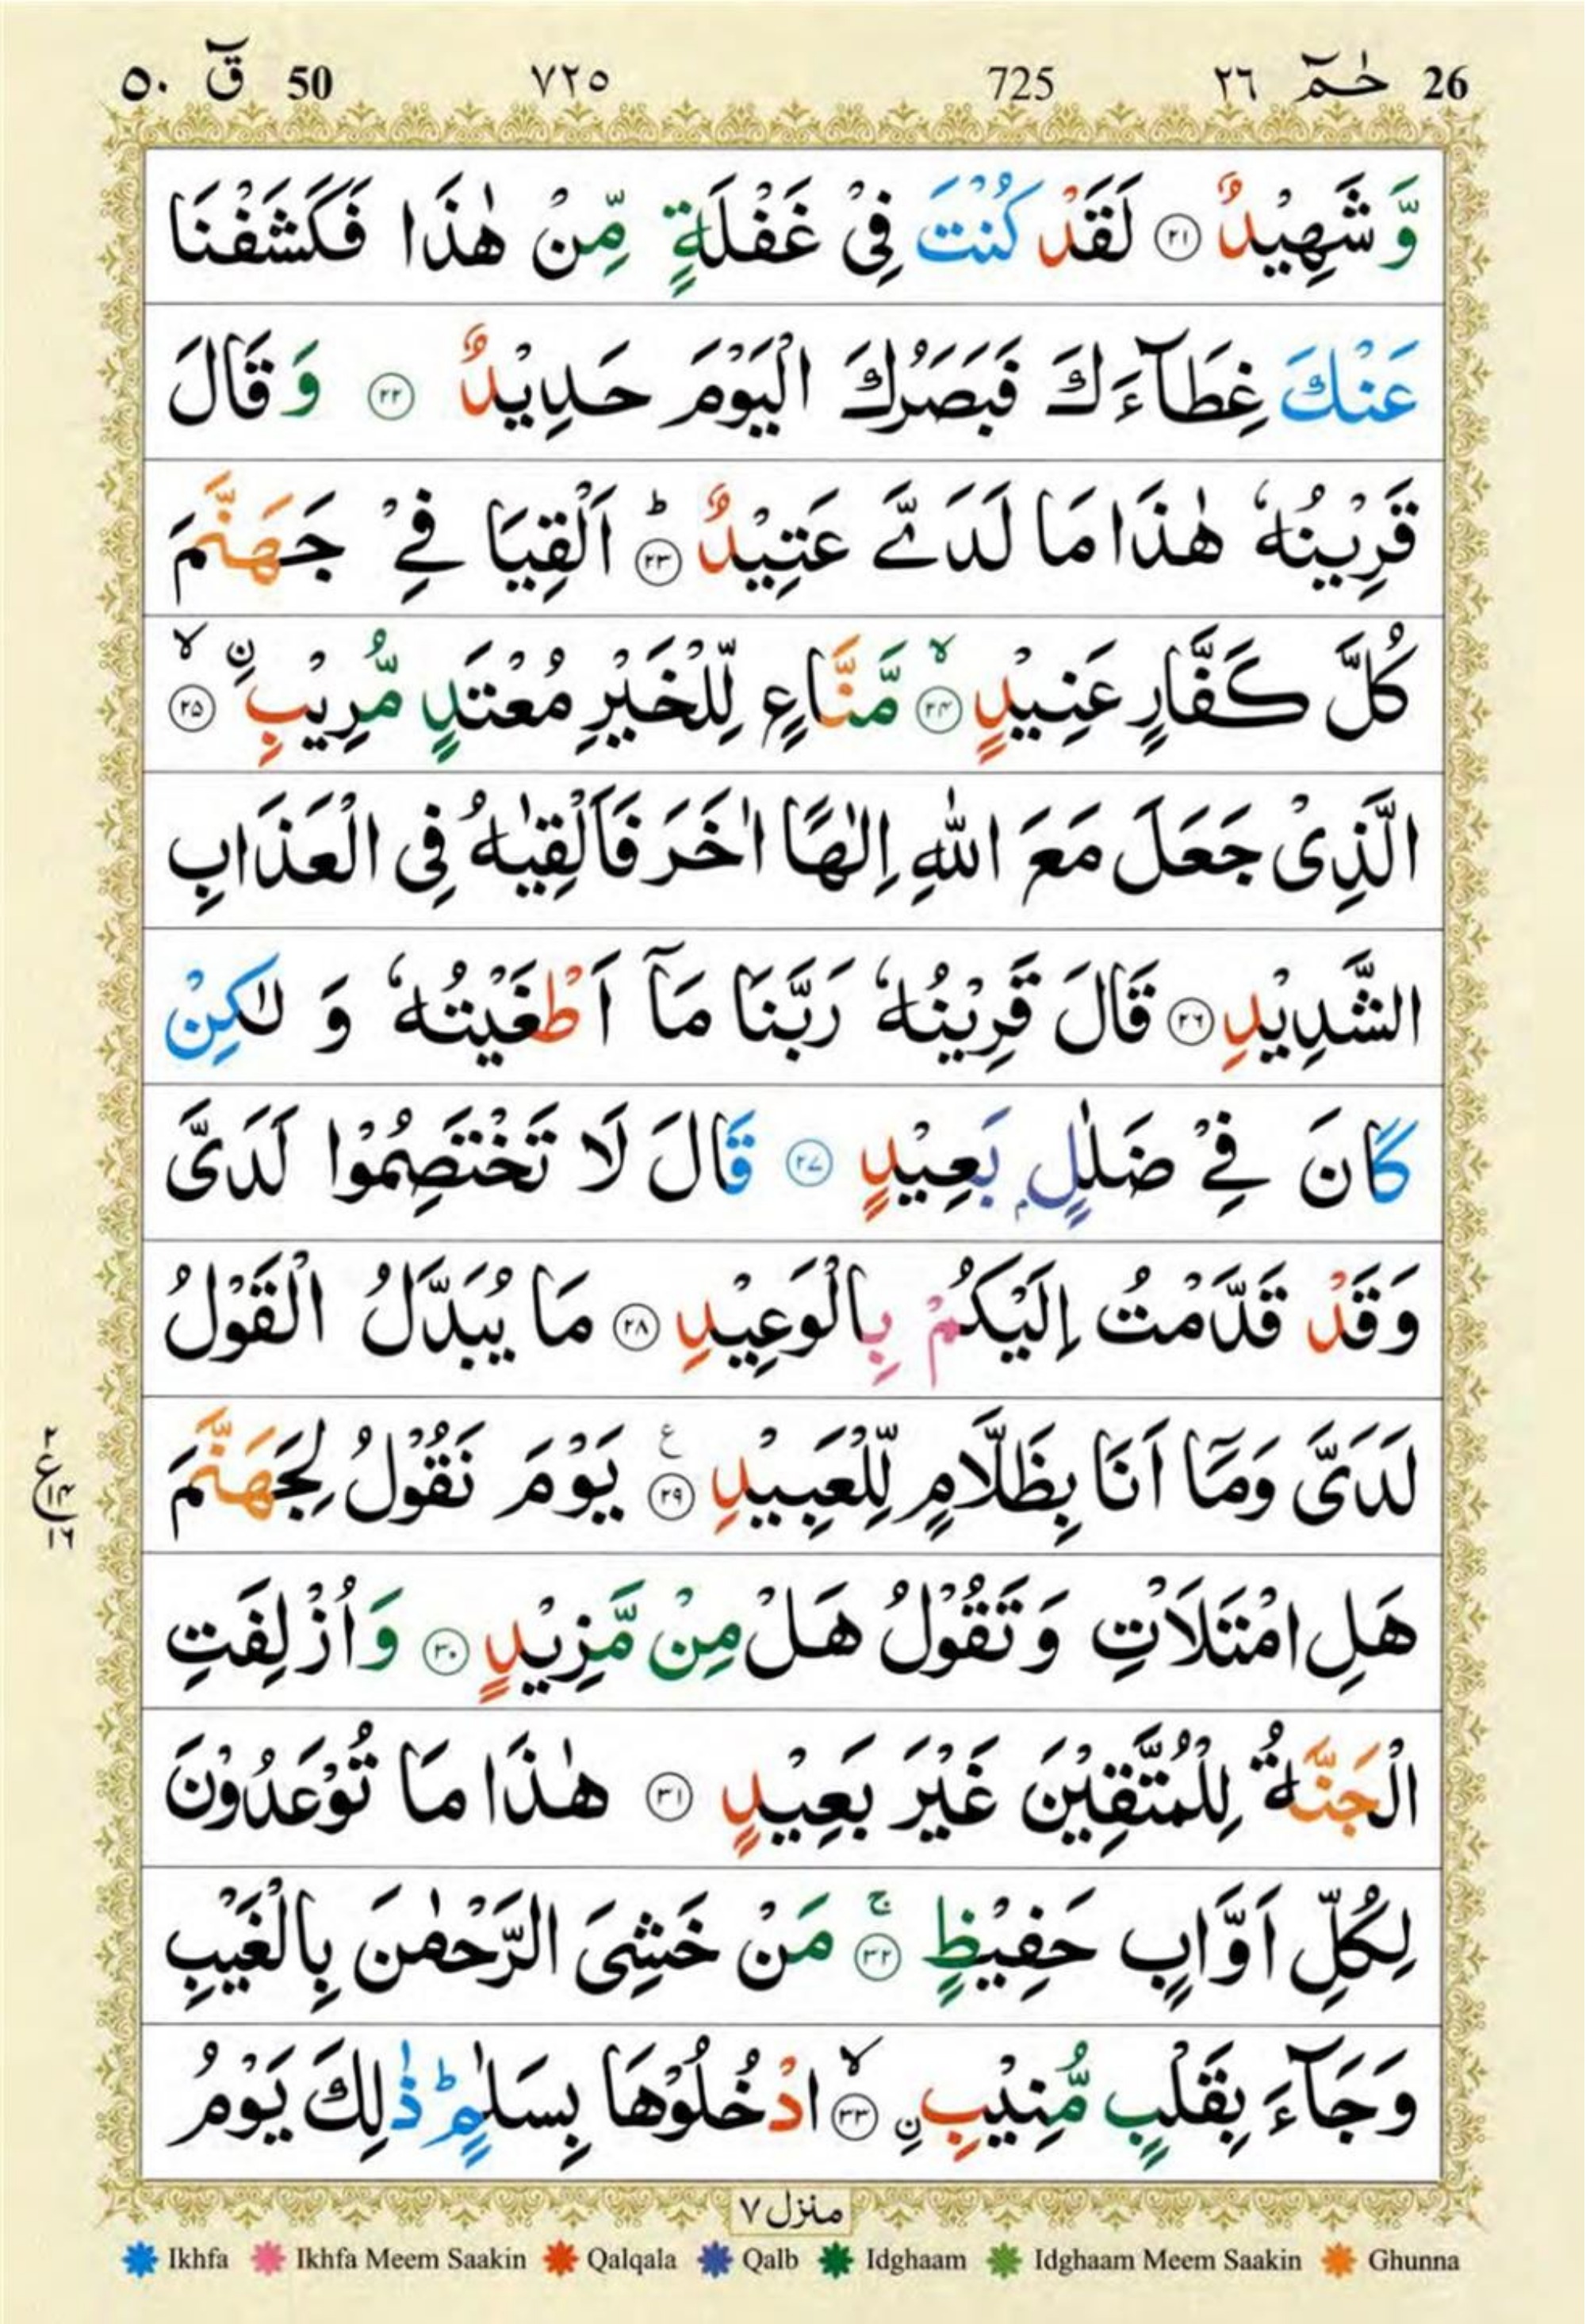 26 حٰمٓ ٢٦ 725 ٧٢٥ 50 قٓ ٥٠
وَّ شَهِيْدٌ ﴿٢١﴾ لَقَدْ كُنْتَ فِىْ غَفْلَةٍ مِّنْ هٰذَا فَكَشَفْنَا
عَنْكَ غِطَآءَكَ فَبَصَرُكَ الْيَوْمَ حَدِيْدٌ ﴿٢٢﴾ وَ قَالَ
قَرِيْنُهٗ هٰذَا مَا لَدَىَّ عَتِيْدٌ ﴿٢٣﴾ؕ اَلْقِيَا فِىْ جَهَنَّمَ
كُلَّ كَفَّارٍ عَنِيْدٍ ﴿٢٤﴾ۙ مَّنَّاعٍ لِّلْخَيْرِ مُعْتَدٍ مُّرِيْبِ ۟ۙ ﴿٢٥﴾
الَّذِىْ جَعَلَ مَعَ اللّٰهِ اِلٰهًا اٰخَرَ فَاَلْقِيٰهُ فِى الْعَذَابِ
الشَّدِيْدِ ﴿٢٦﴾ قَالَ قَرِيْنُهٗ رَبَّنَا مَآ اَطْغَيْتُهٗ وَ لٰكِنْ
كَانَ فِىْ ضَلٰلٍۭ بَعِيْدٍ ﴿٢٧﴾ قَالَ لَا تَخْتَصِمُوْا لَدَىَّ
وَقَدْ قَدَّمْتُ اِلَيْكُمْ بِالْوَعِيْدِ ﴿٢٨﴾ مَا يُبَدَّلُ الْقَوْلُ
لَدَىَّ وَمَآ اَنَا بِظَلَّامٍ لِّلْعَبِيْدِ ﴿٢٩﴾ ع يَوْمَ نَقُوْلُ لِجَهَنَّمَ
٢ ع ١٤ ١٦
هَلِ امْتَلَاْتِ وَ تَقُوْلُ هَلْ مِنْ مَّزِيْدٍ ﴿٣٠﴾ وَ اُزْلِفَتِ
الْجَنَّةُ لِلْمُتَّقِيْنَ غَيْرَ بَعِيْدٍ ﴿٣١﴾ هٰذَا مَا تُوْعَدُوْنَ
لِكُلِّ اَوَّابٍ حَفِيْظٍ ﴿٣٢﴾ۚ مَنْ خَشِىَ الرَّحْمٰنَ بِالْغَيْبِ
وَجَآءَ بِقَلْبٍ مُّنِيْبِ ۟ ﴿٣٣﴾ۙ ادْخُلُوْهَا بِسَلٰمٍؕ ذٰلِكَ يَوْمُ
منزل ٧
Ikhfa Ikhfa Meem Saakin Qalqala Qalb Idghaam Idghaam Meem Saakin Ghunna